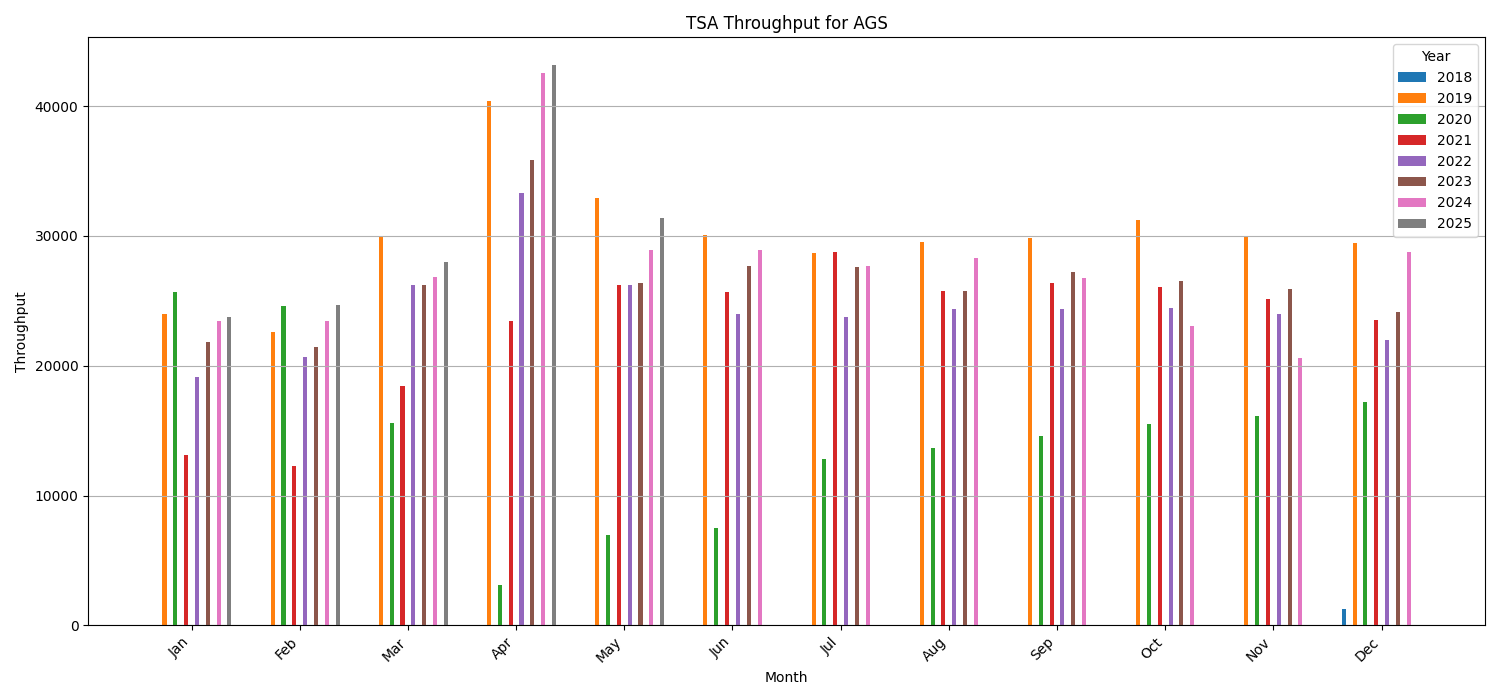 TSA Throughput for AGS
Year
2018
2019
2020
2021
2022
2023
2024
2025
Throughput
40000
30000
20000
10000
0
Jan
Feb
Mar
Apr
May
Jun
Jul
Aug
Sep
Oct
Nov
Dec
Month